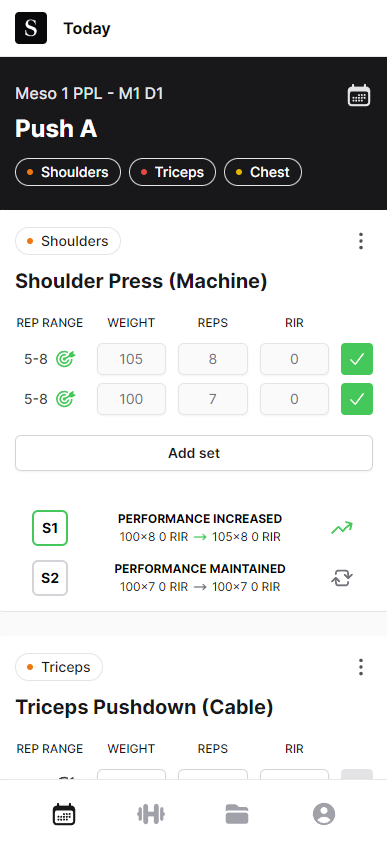 S Today
Meso 1 PPL - M1 D1
Push A
Shoulders Triceps Chest
Shoulders
Shoulder Press (Machine)
REP RANGE WEIGHT REPS RIR
5-8 105 8 0
5-8 100 7 0
Add set
S1 PERFORMANCE INCREASED
100×8 0 RIR → 105×8 0 RIR
S2 PERFORMANCE MAINTAINED
100×7 0 RIR → 100×7 0 RIR
Triceps
Triceps Pushdown (Cable)
REP RANGE WEIGHT REPS RIR